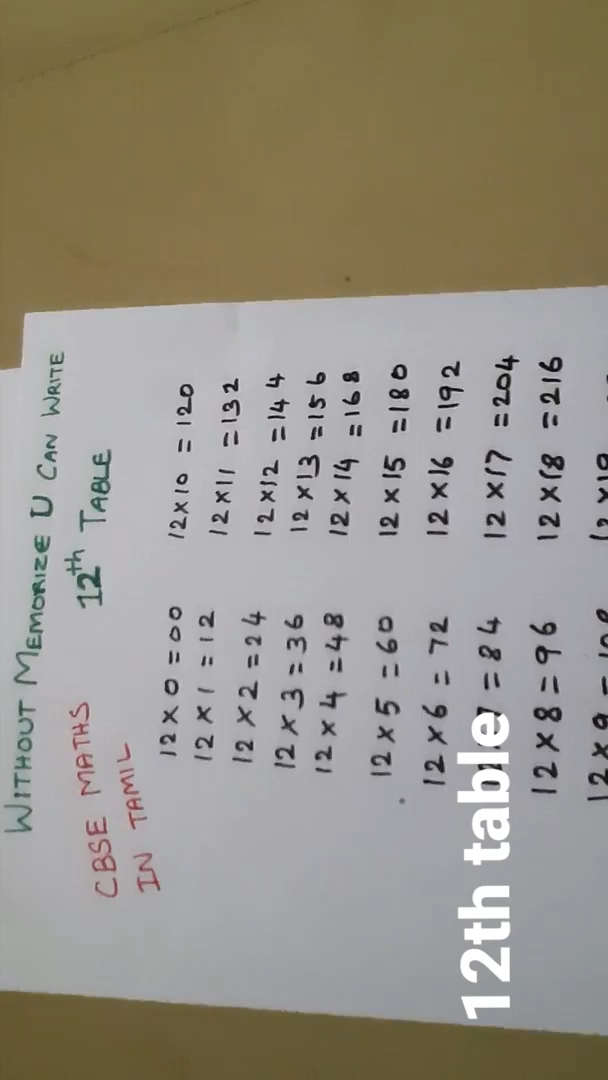 WITHOUT MEMORIZE U CAN WRITE
12th TABLE
CBSE MATHS
IN TAMIL
12 x 0 = 00 12 x 10 = 120
12 x 1 = 12 12 x 11 = 132
12 x 2 = 24 12 x 12 = 144
12 x 3 = 36 12 x 13 = 156
12 x 4 = 48 12 x 14 = 168
12 x 5 = 60 12 x 15 = 180
12 x 6 = 72 12 x 16 = 192
= 84 12 x 17 = 204
12 x 8 = 96 12 x 18 = 216
12 x 9 =
12th table